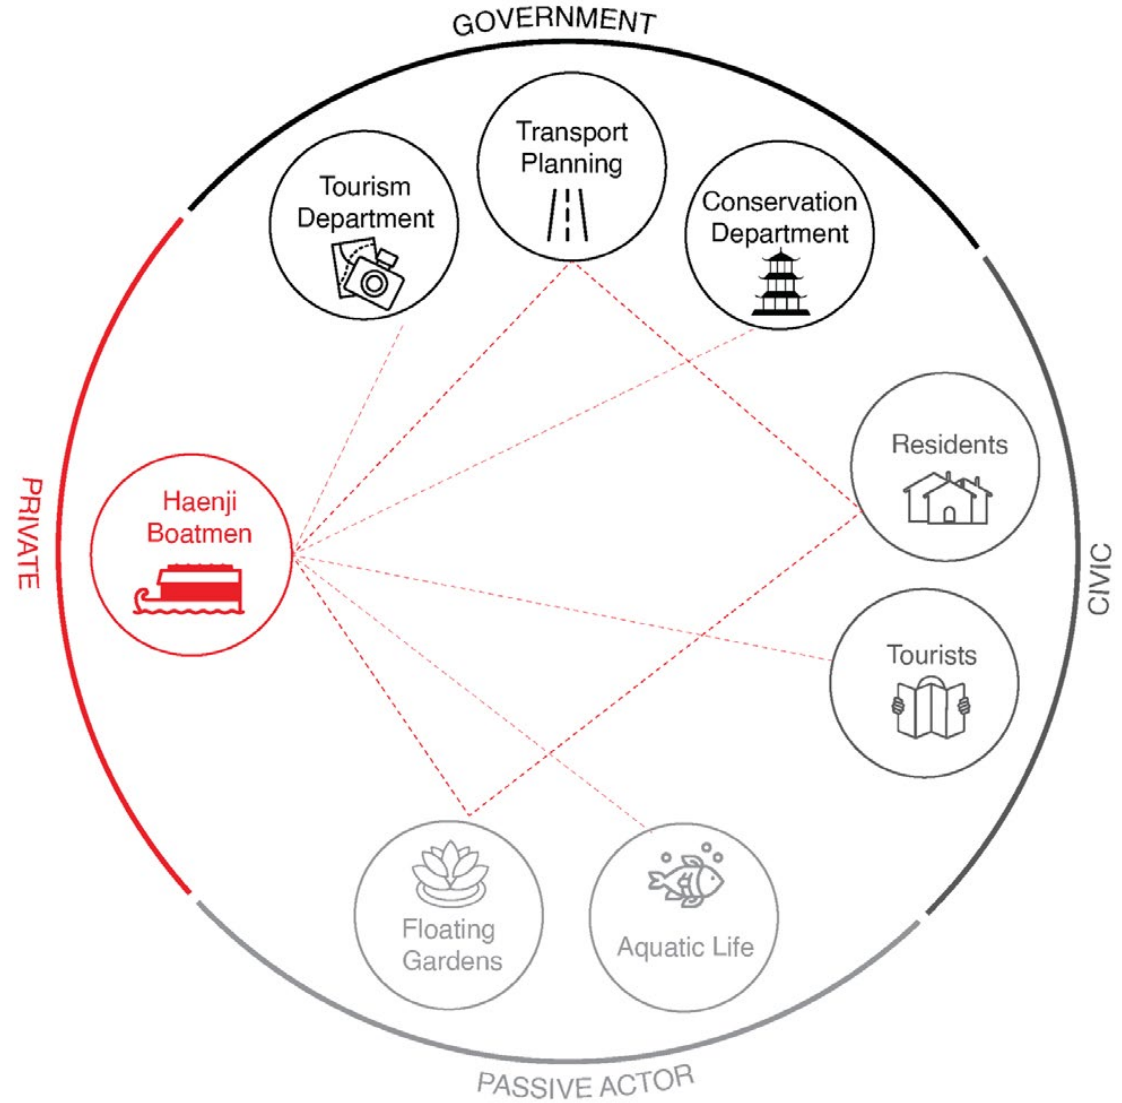 GOVERNMENT
Transport
Planning
Tourism
Department
Conservation
Department
Residents
PRIVATE
Haenji
Boatmen
CIVIC
Tourists
Floating
Gardens
Aquatic Life
PASSIVE ACTOR